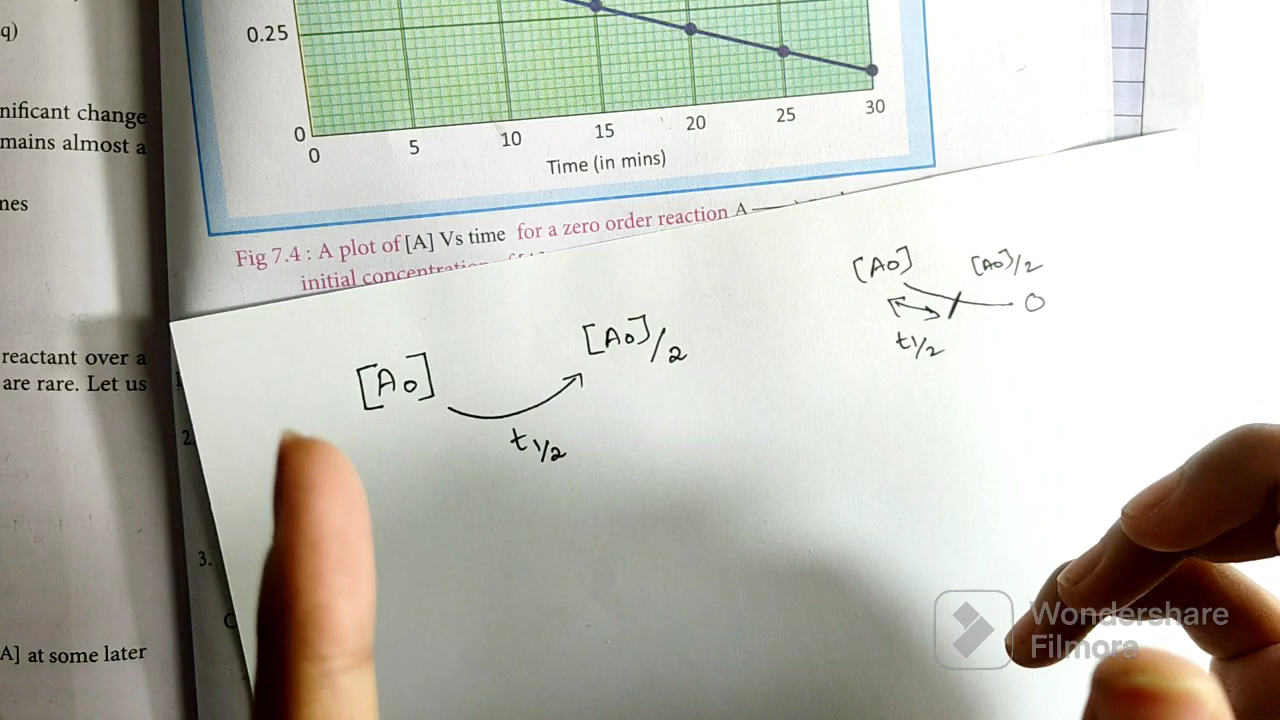 q)
nificant change
mains almost a
nes
reactant over a
are rare. Let us
A] at some later
0.25
0
0 5 10 15 20 25 30
Time (in mins)
Fig 7.4 : A plot of [A] Vs time for a zero order reaction A
initial concentration
2.
3.
[A0]
[A0]/2
t1/2
[A0] [A0]/2
0
t1/2
Wondershare
Filmora